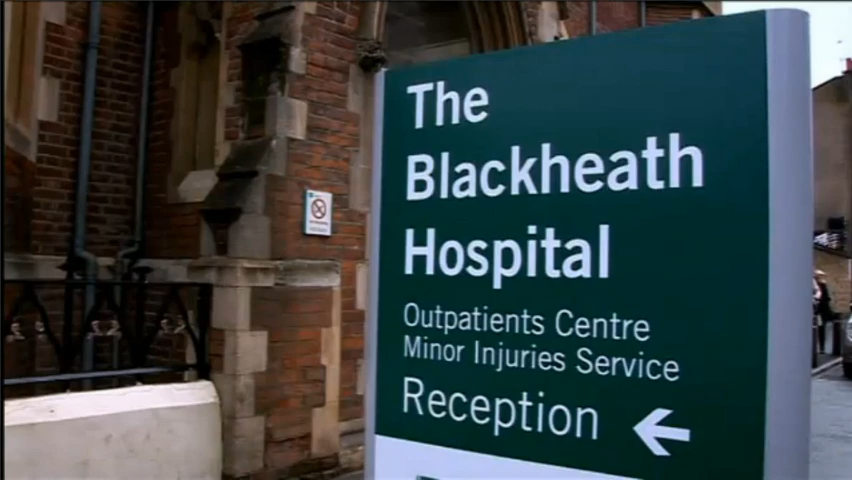 The
Blackheath
Hospital
Outpatients Centre
Minor Injuries Service
Reception